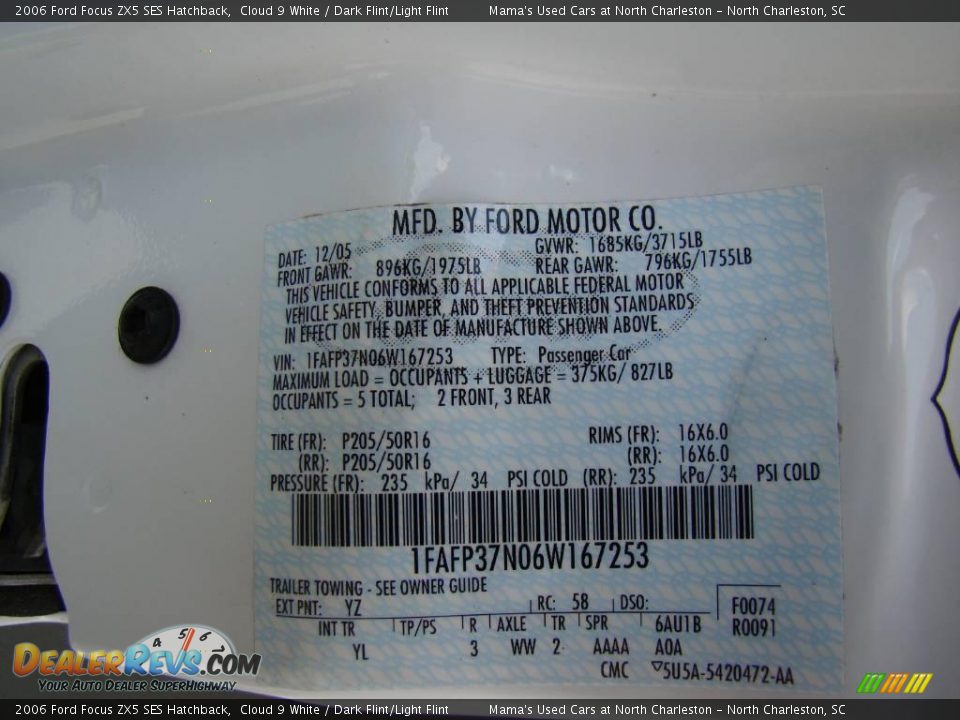 2006 Ford Focus ZX5 SES Hatchback, Cloud 9 White / Dark Flint/Light Flint Mama's Used Cars at North Charleston - North Charleston, SC
MFD. BY FORD MOTOR CO.
DATE: 12/05 GVWR: 1685KG/3715LB
FRONT GAWR: 896KG/1975LB REAR GAWR: 796KG/1755LB
THIS VEHICLE CONFORMS TO ALL APPLICABLE FEDERAL MOTOR
VEHICLE SAFETY, BUMPER, AND THEFT PREVENTION STANDARDS
IN EFFECT ON THE DATE OF MANUFACTURE SHOWN ABOVE.
VIN: 1FAFP37N06W167253 TYPE: Passenger Car
MAXIMUM LOAD = OCCUPANTS + LUGGAGE = 375KG/ 827LB
OCCUPANTS = 5 TOTAL; 2 FRONT, 3 REAR
TIRE (FR): P205/50R16 RIMS (FR): 16X6.0
(RR): P205/50R16 (RR): 16X6.0
PRESSURE (FR): 235 kPa/ 34 PSI COLD (RR): 235 kPa/ 34 PSI COLD
1FAFP37N06W167253
TRAILER TOWING - SEE OWNER GUIDE
EXT PNT: YZ RC: 58 DSO: F0074
INT TR TP/PS R AXLE TR SPR 6AU1B R0091
YL 3 WW 2 AAAA A0A
CMC 5U5A-5420472-AA
4 5 6
DEALERREVS.COM
YOUR AUTO DEALER SUPERHIGHWAY
2006 Ford Focus ZX5 SES Hatchback, Cloud 9 White / Dark Flint/Light Flint Mama's Used Cars at North Charleston - North Charleston, SC